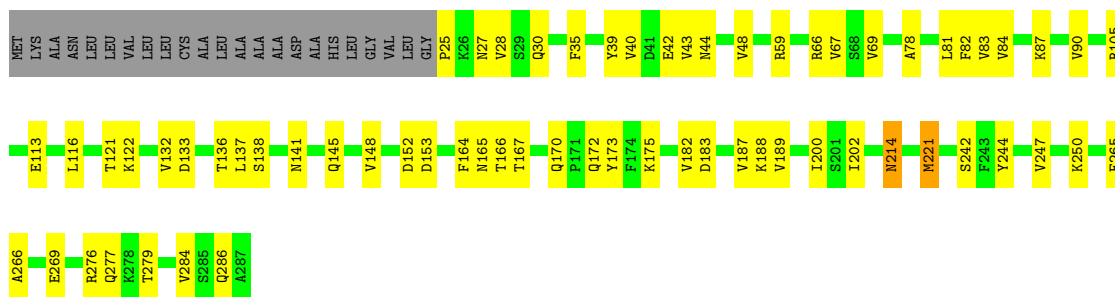 MET LYS ALA ASN LEU LEU VAL LEU LEU CYS ALA LEU ALA ALA ALA ALA ASP ALA HIS LEU GLY VAL LEU GLY P25 K26 N27 V28 S29 Q30 F35 Y39 V40 D41 E42 V43 N44 V48 R59 R66 V67 S68 V69 A78 L81 F82 V83 V84 K87 V90
E113 L116 T121 K122 V132 D133 T136 L137 S138 N141 Q145 V148 D152 D153 F164 N165 T166 T167 Q170 P171 Q172 Y173 F174 K175 V182 D183 V187 K188 V189 I200 S201 I202 N214 M221 S242 F243 Y244 V247 K250
A266 E269 R276 Q277 K278 T279 V284 S285 Q286 A287